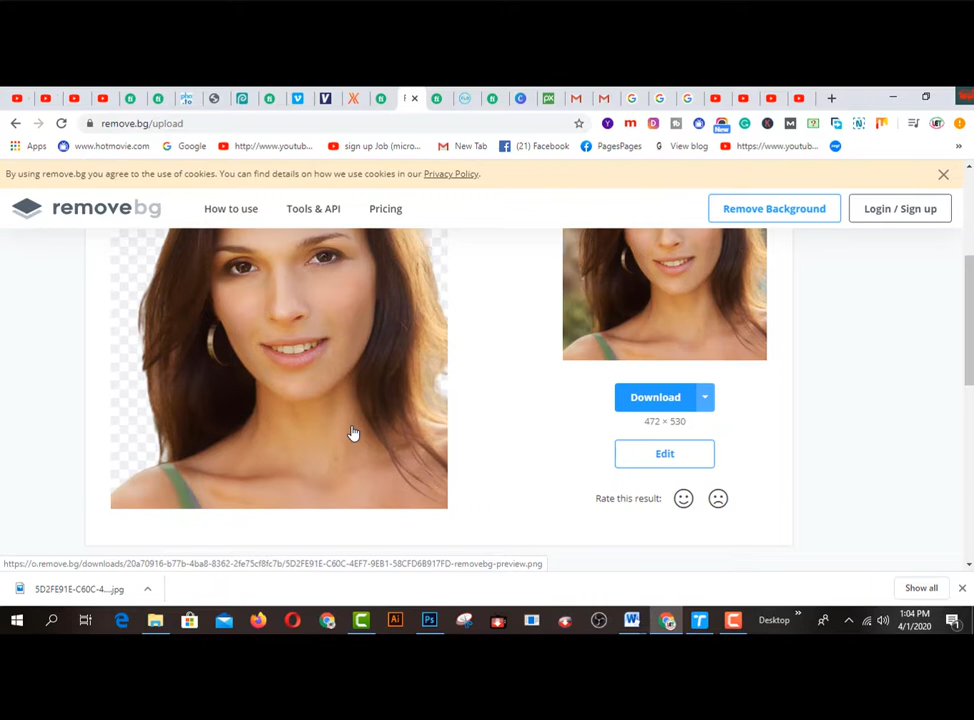 remove.bg/upload
New
Apps
www.hotmovie.com
Google
http://www.youtub...
sign up Job (micro...
New Tab
(21) Facebook
PagesPages
View blog
https://www.youtub...
»
By using remove.bg you agree to the use of cookies. You can find details on how we use cookies in our Privacy Policy.
removebg
How to use
Tools & API
Pricing
Remove Background
Login / Sign up
Download
472 × 530
Edit
Rate this result:
https://o.remove.bg/downloads/20a70916-b77b-4ba8-8362-2fe75cf8fc7b/5D2FE91E-C60C-4EF7-9EB1-58CFD6B917FD-removebg-preview.png
5D2FE91E-C60C-4....jpg
Show all
Ai
Ps
Desktop
»
1:04 PM
4/1/2020